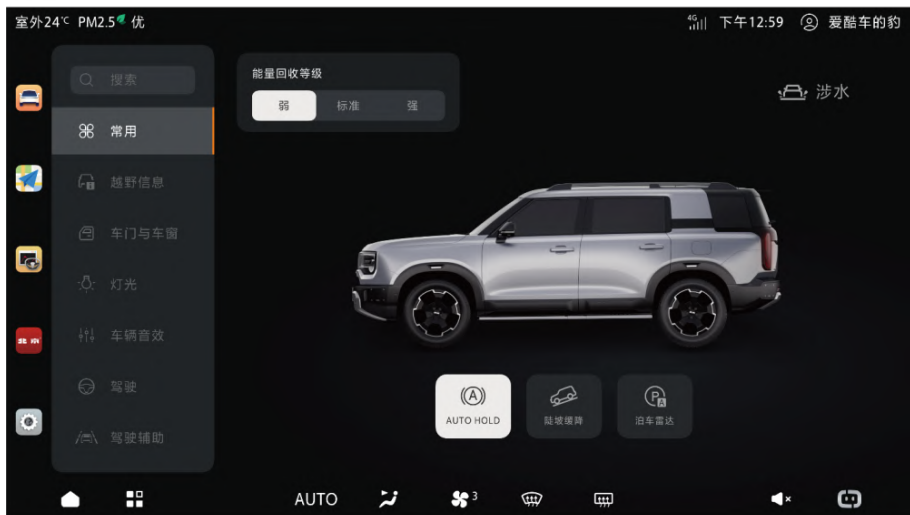 室外24℃ PM2.5 优
4G 下午12:59 爱酷车的豹
搜索
常用
越野信息
车门与车窗
灯光
车辆音效
驾驶
驾驶辅助
能量回收等级
弱 标准 强
涉水
AUTO HOLD
陡坡缓降
泊车雷达
北京
AUTO 3